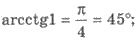 arcctg1 = π/4 = 45°;